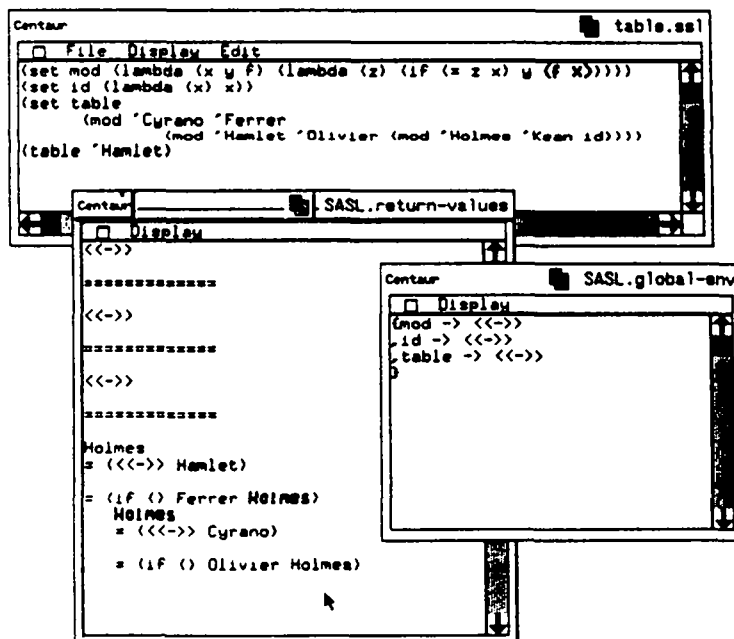 Centaur table.ssl
File Display Edit
(set mod (lambda (x y f) (lambda (z) (if (= z x) y (f X)))))
(set id (lambda (x) x))
(set table
(mod 'Cyrano 'Ferrer
(mod 'Hamlet 'Olivier (mod 'Holmes 'Kean id))))
(table 'Hamlet)
Centaur SASL.return-values
Display
<<->>
=============
<<->>
=============
<<->>
=============
Holmes
= (<<->> Hamlet)
= (if () Ferrer Holmes)
Holmes
= (<<->> Cyrano)
= (if () Olivier Holmes)
Centaur SASL.global-env
Display
{mod -> <<->>
,id -> <<->>
,table -> <<->>
}